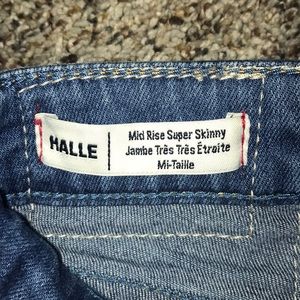 HALLE
Mid Rise Super Skinny
Jambe Très Très Étroite
Mi-Taille